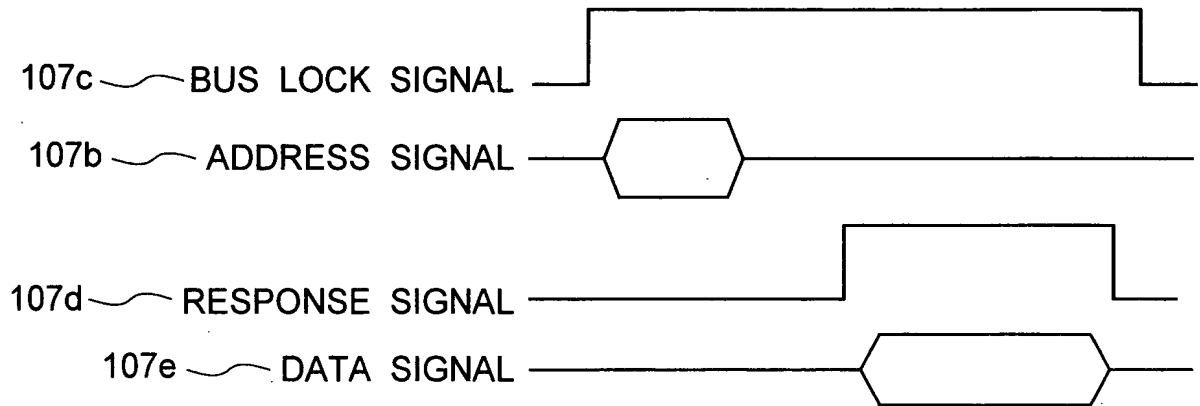 107c BUS LOCK SIGNAL
107b ADDRESS SIGNAL
107d RESPONSE SIGNAL
107e DATA SIGNAL